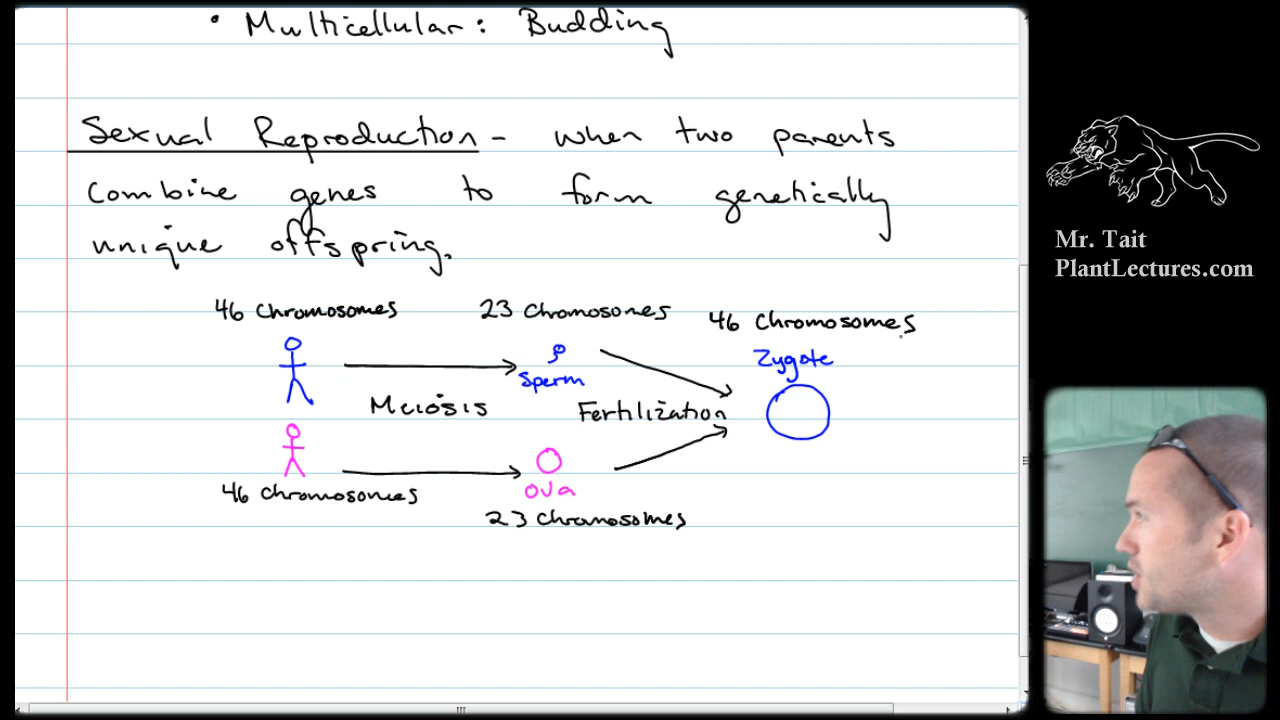 • Multicellular: Budding
Sexual Reproduction - when two parents
combine genes to form genetically
unique offspring.
46 Chromosomes
23 Chromosomes
46 Chromosomes
Zygote
Sperm
Meiosis
Fertilization
46 Chromosomes
Ova
23 Chromosomes
Mr. Tait
PlantLectures.com